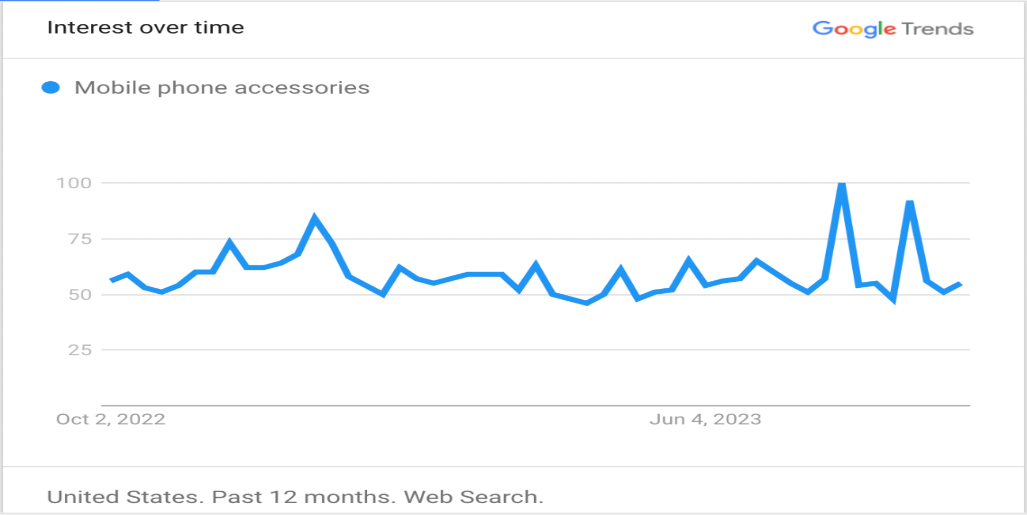 Interest over time
Google Trends
Mobile phone accessories
100
75
50
25
Oct 2, 2022
Jun 4, 2023
United States. Past 12 months. Web Search.